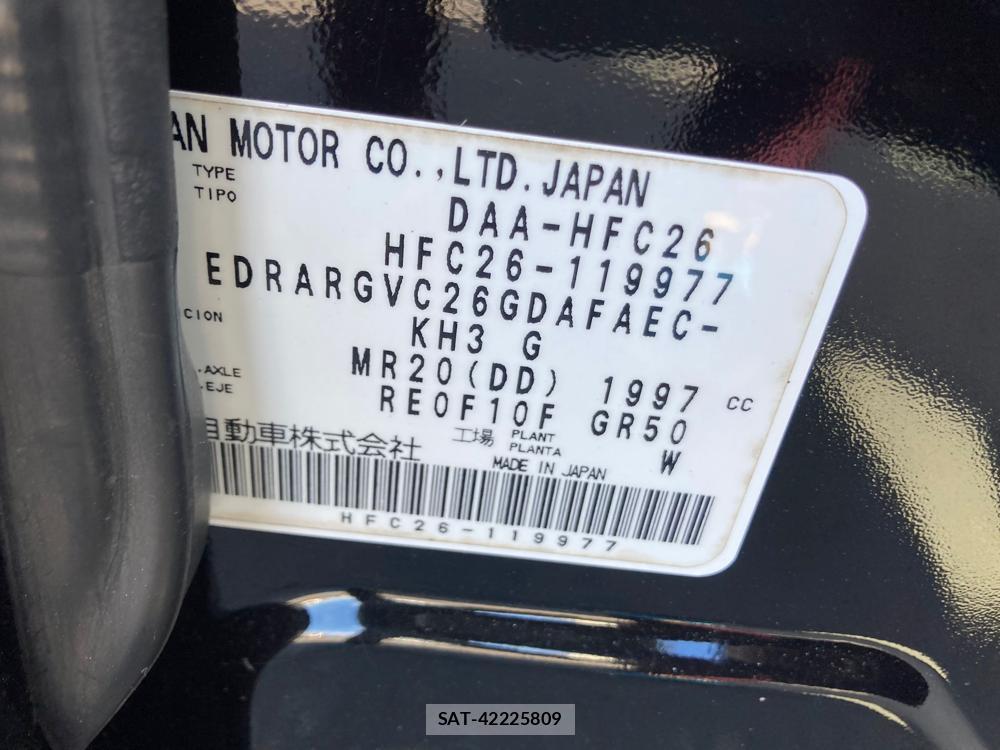 AN MOTOR CO.,LTD. JAPAN
TYPE
TIPO
DAA-HFC26
HFC26-119977
EDRARGVC26GDAFAEC-
CION
KH3 G
MR20(DD) 1997 CC
.AXLE
.EJE
RE0F10F GR50
自動車株式会社
工場 PLANT
PLANTA
W
MADE IN JAPAN
HFC26-119977
SAT-42225809